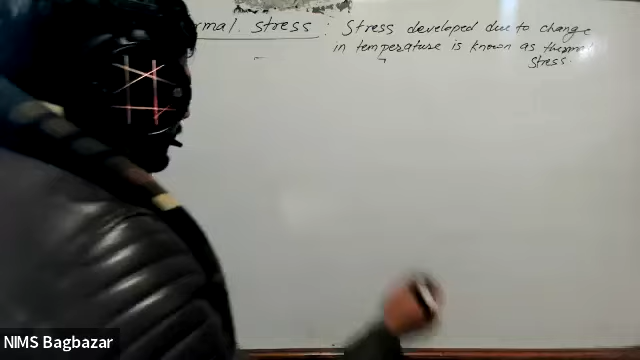 rmal. stress : Stress developed due to change
in temperature is known as thermal
stress.
NIMS Bagbazar